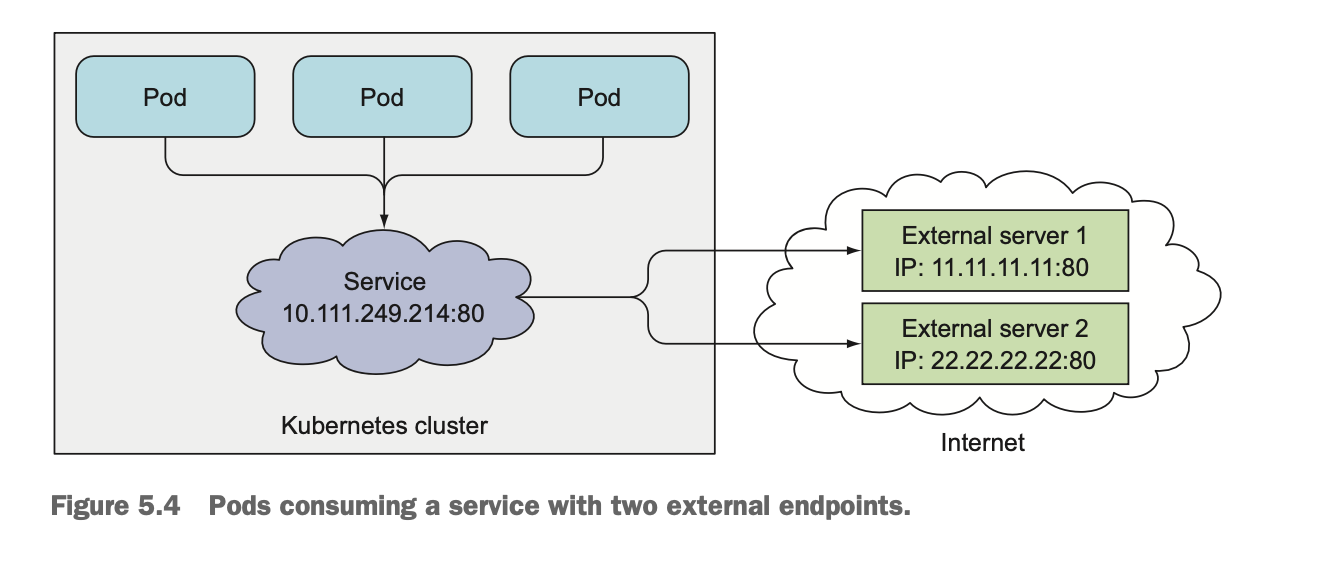 Pod
Pod
Pod
Service
10.111.249.214:80
External server 1
IP: 11.11.11.11:80
External server 2
IP: 22.22.22.22:80
Kubernetes cluster
Internet
Figure 5.4 Pods consuming a service with two external endpoints.